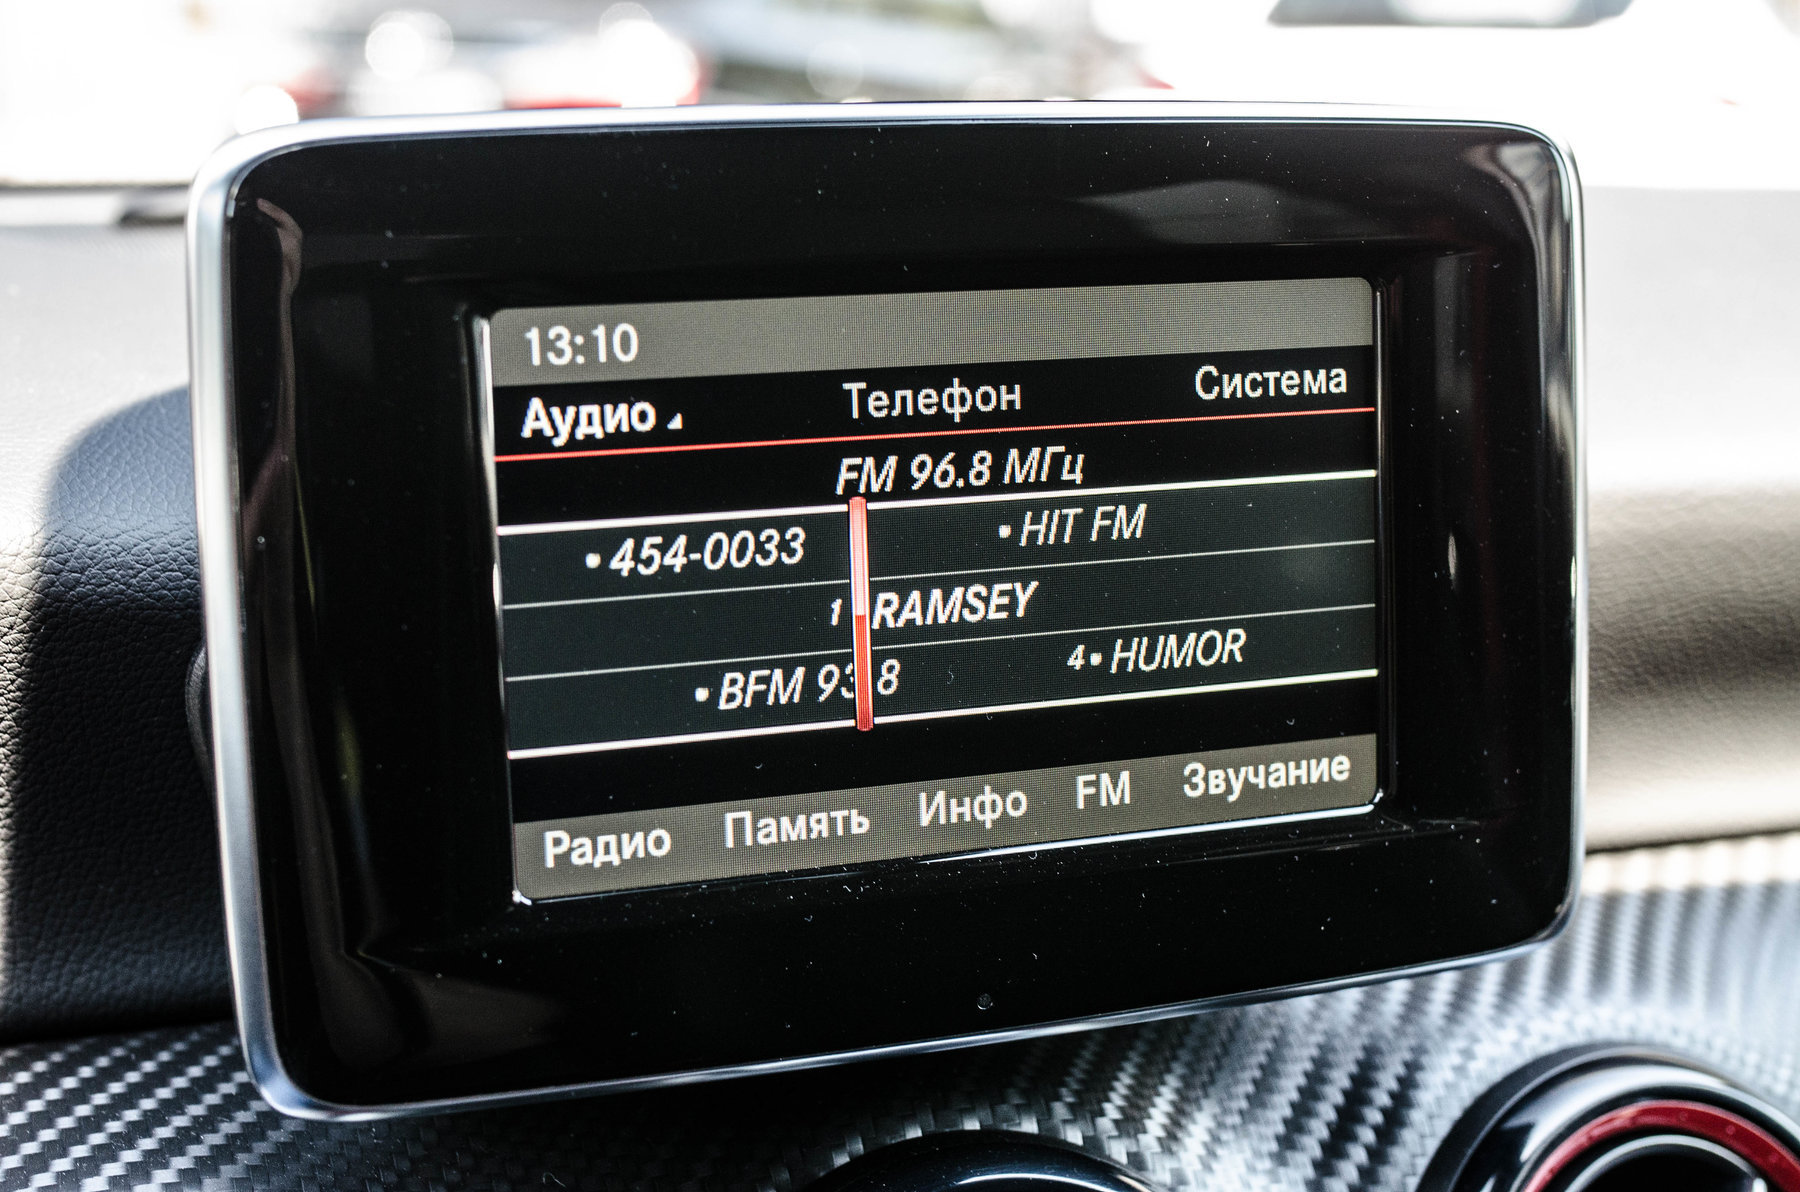 13:10
Аудио Телефон Система
FM 96.8 МГц
•454-0033 •HIT FM
1 RAMSEY
•BFM 93.8 4•HUMOR
Радио Память Инфо FM Звучание